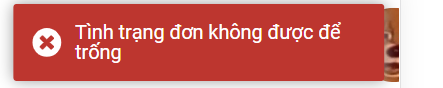 Tình trạng đơn không được để
trống